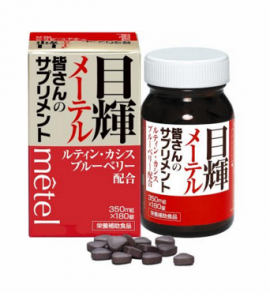 目輝
メーテル
皆さんの
サプリメント
ルテイン・カシス
ブルーベリー
配合
métel
350mg
×180錠
栄養補助食品
目輝
メーテル
皆さんの
サプリメント
ルテイン・カシス
ブルーベリー
配合
350mg
×180錠
栄養補助食品